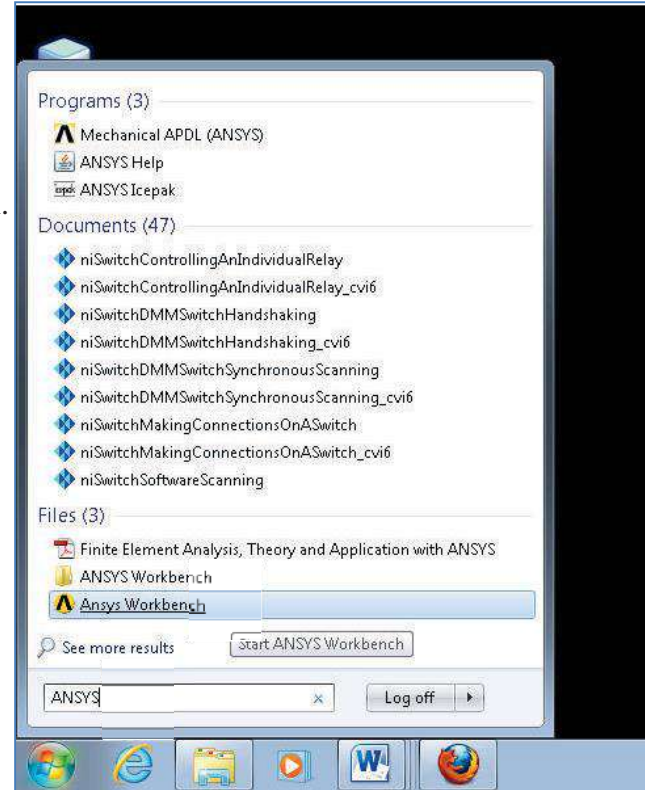 Programs (3)
Mechanical APDL (ANSYS)
ANSYS Help
ANSYS Icepak
Documents (47)
niSwitchControllingAnIndividualRelay
niSwitchControllingAnIndividualRelay_cvi6
niSwitchDMMSwitchHandshaking
niSwitchDMMSwitchHandshaking_cvi6
niSwitchDMMSwitchSynchronousScanning
niSwitchDMMSwitchSynchronousScanning_cvi6
niSwitchMakingConnectionsOnASwitch
niSwitchMakingConnectionsOnASwitch_cvi6
niSwitchSoftwareScanning
Files (3)
Finite Element Analysis, Theory and Application with ANSYS
ANSYS Workbench
Ansys Workbench
See more results
Start ANSYS Workbench
ANSYS
Log off